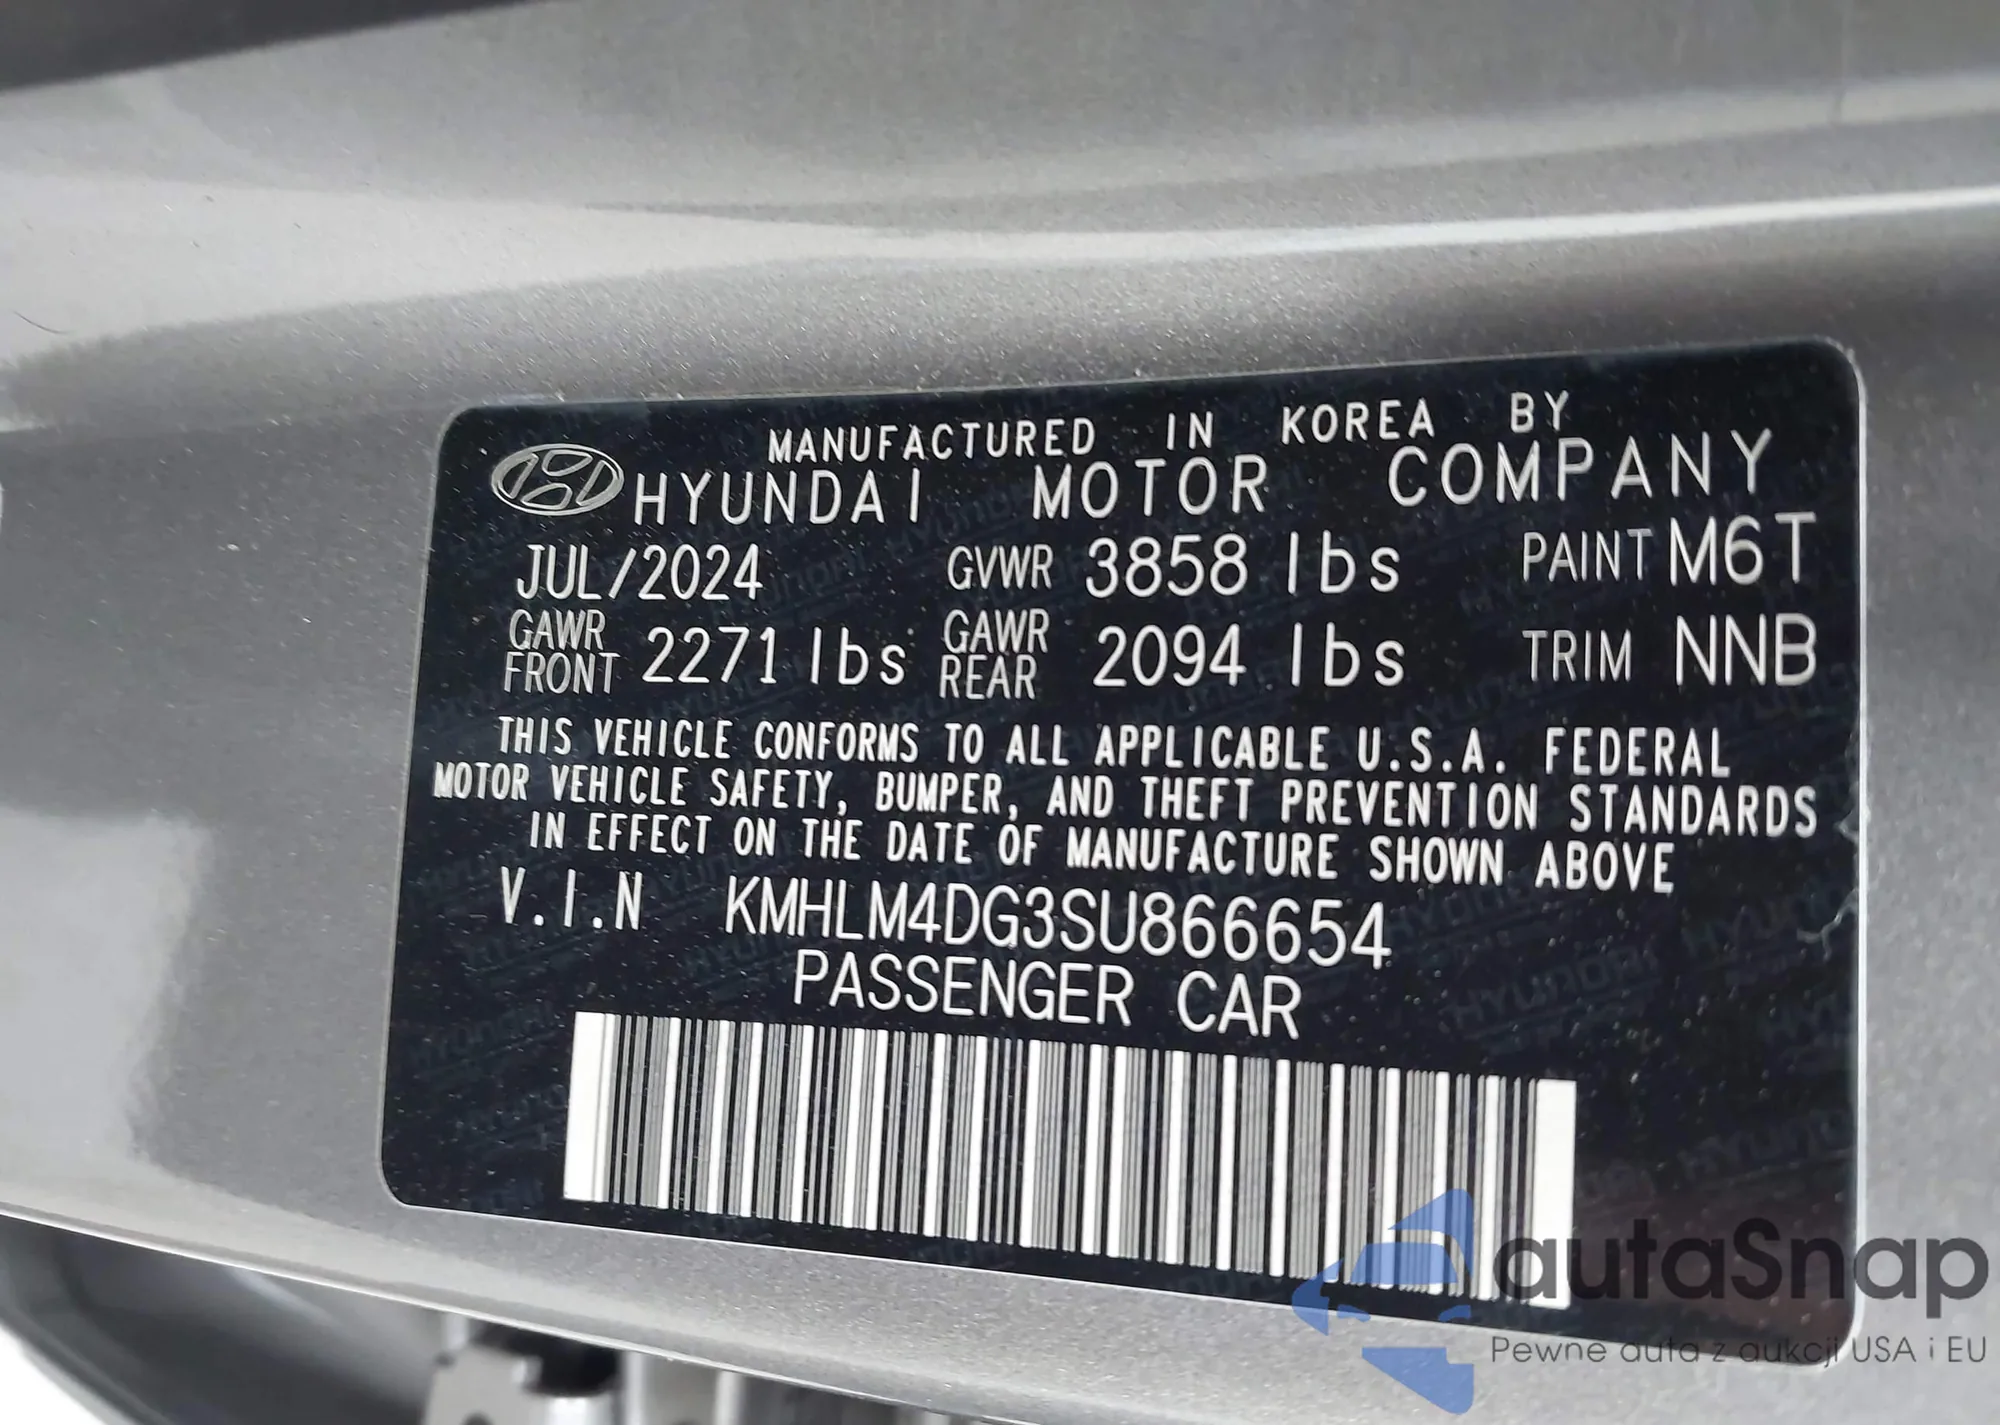 MANUFACTURED IN KOREA BY
HYUNDAI MOTOR COMPANY
JUL/2024 GVWR 3858 lbs PAINT M6T
GAWR FRONT 2271 lbs GAWR REAR 2094 lbs TRIM NNB
THIS VEHICLE CONFORMS TO ALL APPLICABLE U.S.A. FEDERAL
MOTOR VEHICLE SAFETY, BUMPER, AND THEFT PREVENTION STANDARDS
IN EFFECT ON THE DATE OF MANUFACTURE SHOWN ABOVE
V.I.N KMHLM4DG3SU866654
PASSENGER CAR
autaSnap
Pewne auta z aukcji USA i EU